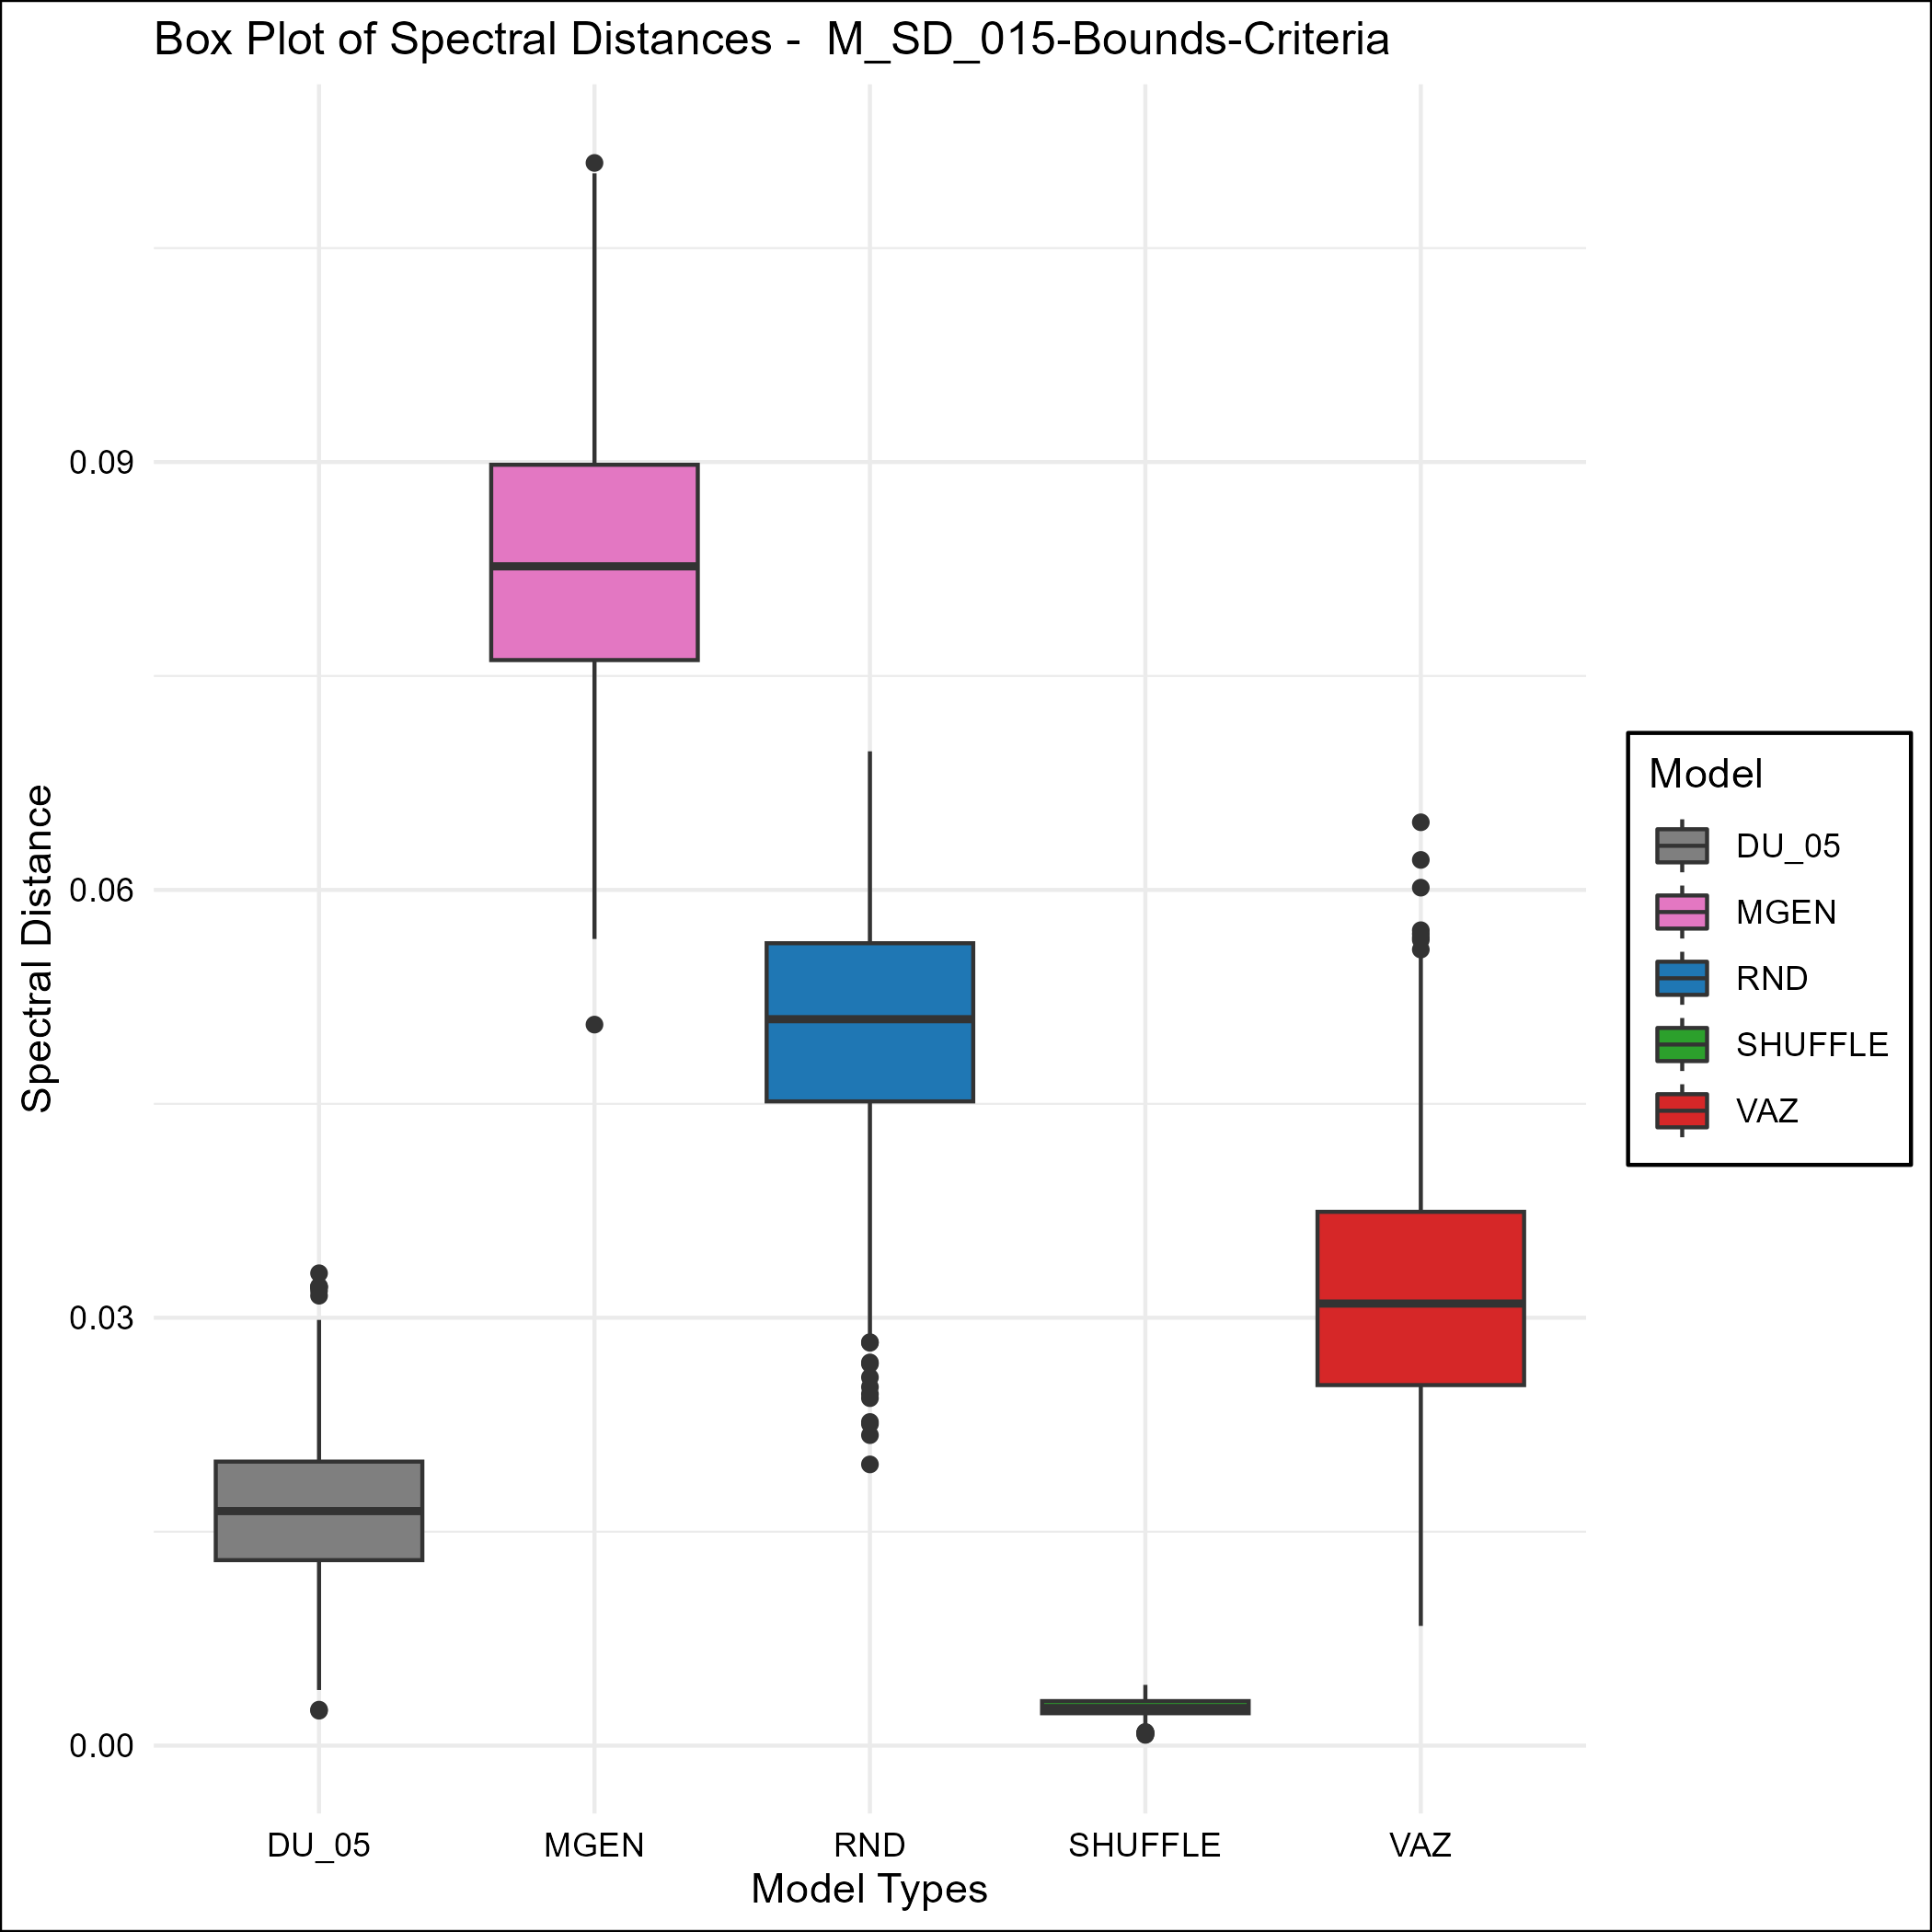 Box Plot of Spectral Distances -  M_SD_015-Bounds-Criteria
Spectral Distance
0.09
0.06
0.03
0.00
DU_05 MGEN RND SHUFFLE VAZ
Model Types
Model
DU_05
MGEN
RND
SHUFFLE
VAZ